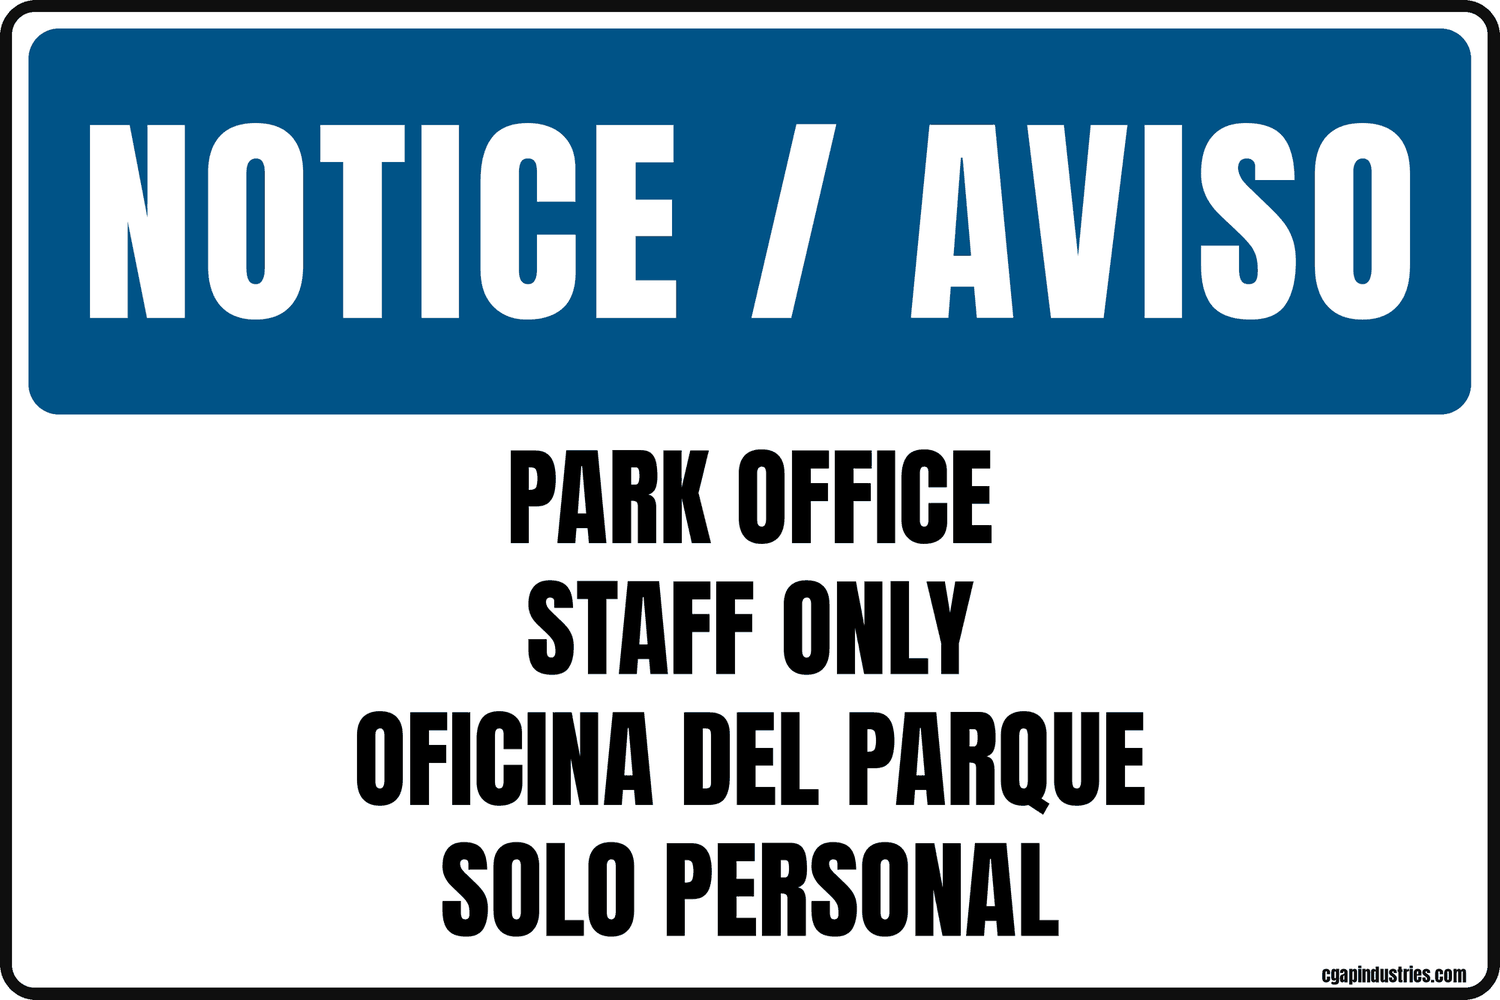 NOTICE / AVISO
PARK OFFICE
STAFF ONLY
OFICINA DEL PARQUE
SOLO PERSONAL
cgapindustries.com